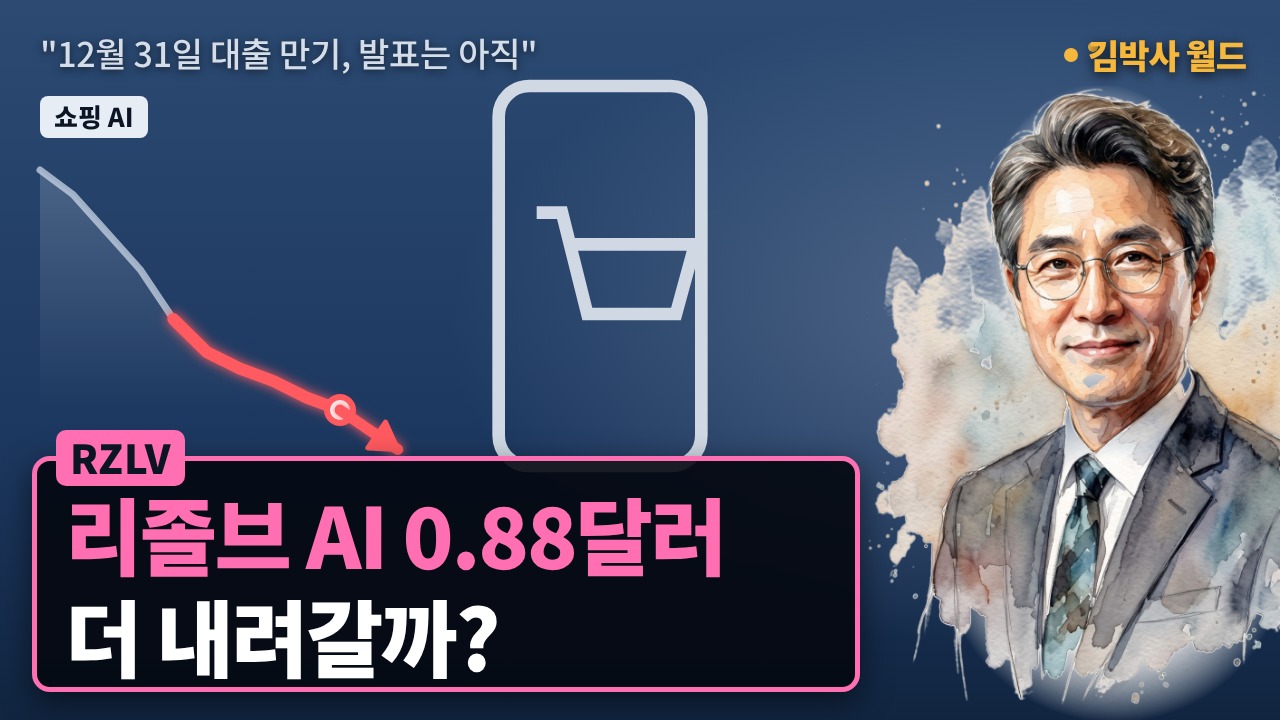 "12월 31일 대출 만기, 발표는 아직"
• 킴박사 월드
쇼핑 AI
RZLV
리졸브 AI 0.88달러
더 내려갈까?